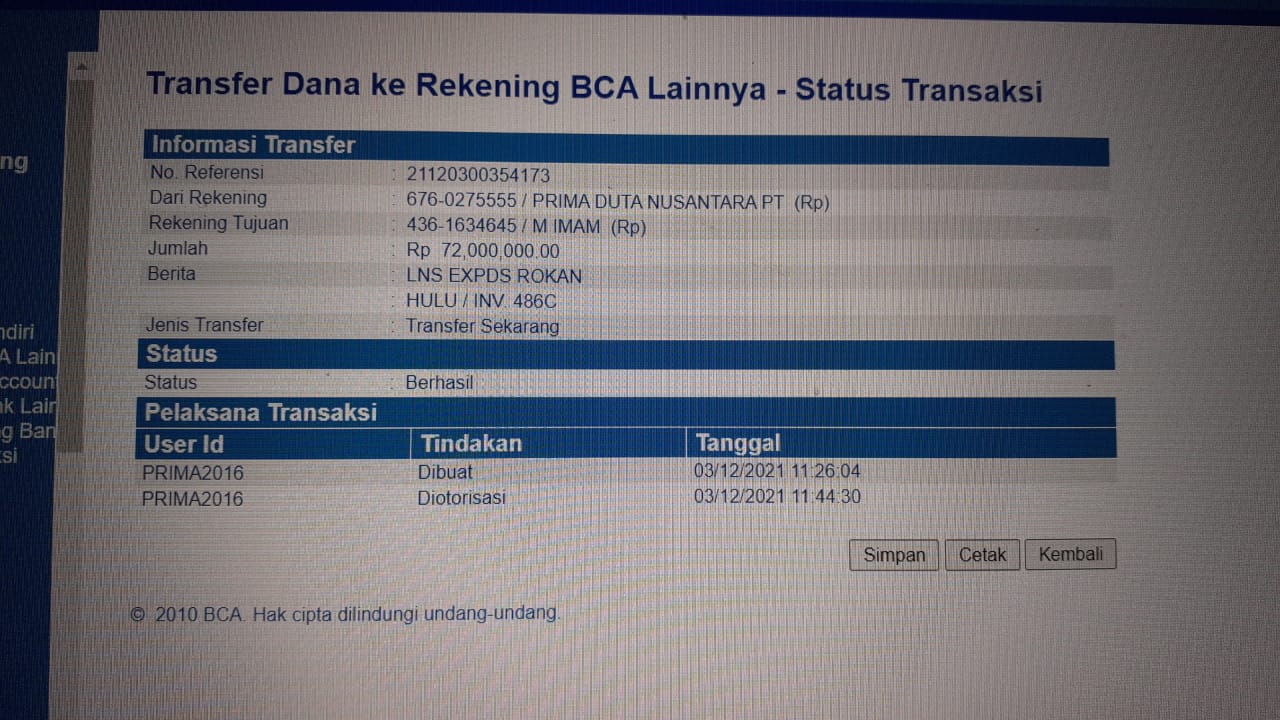 Transfer Dana ke Rekening BCA Lainnya - Status Transaksi
Informasi Transfer
No. Referensi : 21120300354173
Dari Rekening : 676-0275555 / PRIMA DUTA NUSANTARA PT (Rp)
Rekening Tujuan : 436-1634645 / M IMAM (Rp)
Jumlah : Rp 72,000,000.00
Berita : LNS EXPDS ROKAN
: HULU / INV. 486C
Jenis Transfer : Transfer Sekarang
Status
Status : Berhasil
Pelaksana Transaksi
User Id Tindakan Tanggal
PRIMA2016 Dibuat 03/12/2021 11:26:04
PRIMA2016 Diotorisasi 03/12/2021 11:44:30
Simpan Cetak Kembali
© 2010 BCA. Hak cipta dilindungi undang-undang.
ng
ndiri
A Lain
ccoun
k Lain
g Ban
si